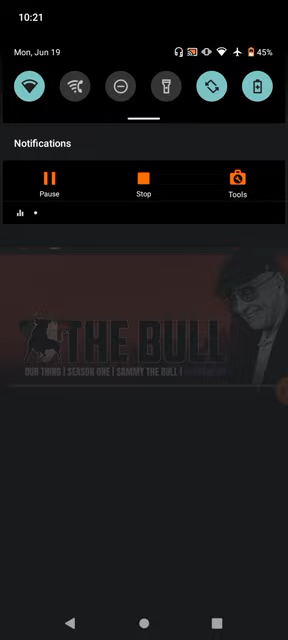 10:21
Mon, Jun 19
45%
Notifications
Pause
Stop
Tools
THE BULL
OUR THING | SEASON ONE | SAMMY THE BULL |